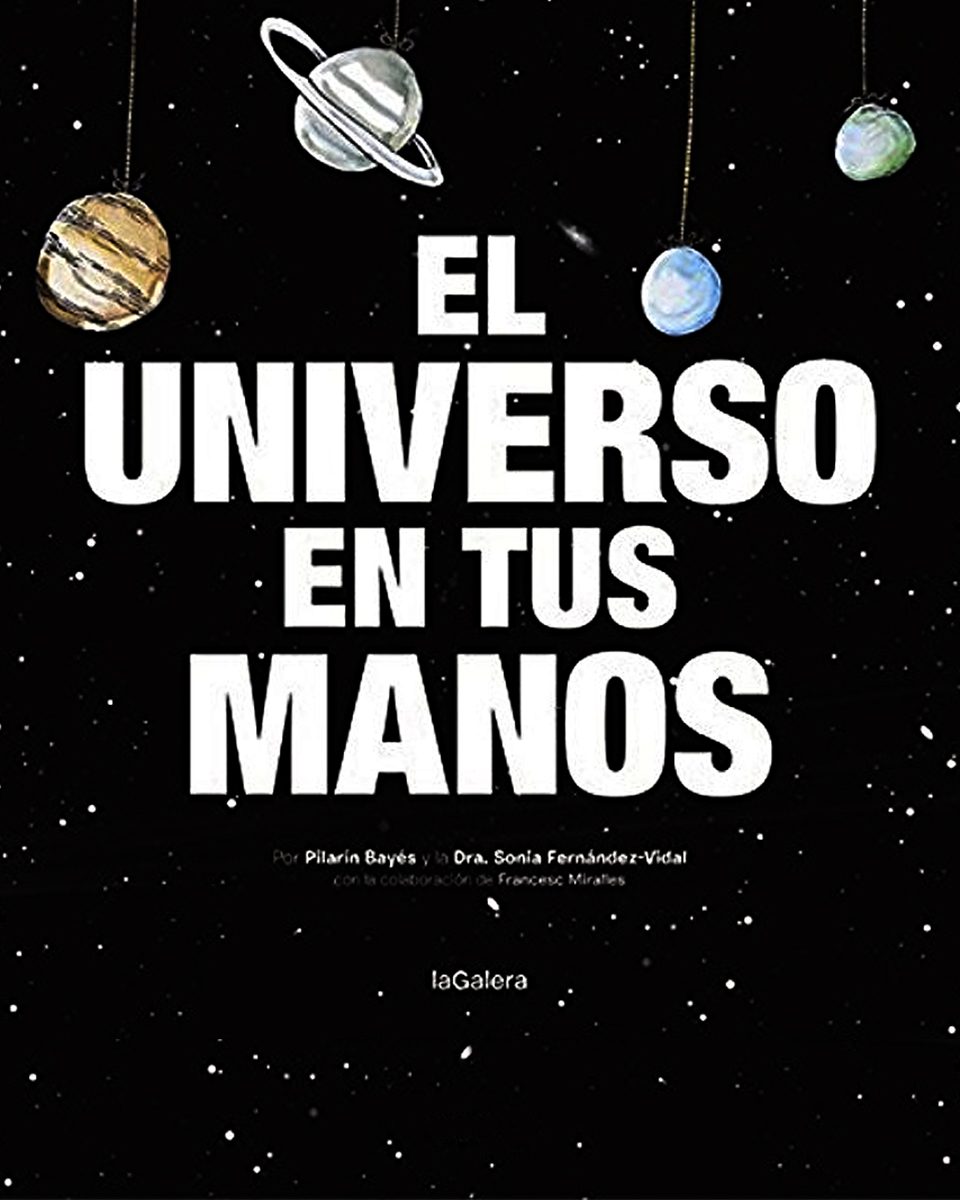 EL
UNIVERSO
EN TUS
MANOS
Por Pilarín Bayés y la Dra. Sonia Fernández-Vidal
con la colaboración de Francesc Miralles
laGalera